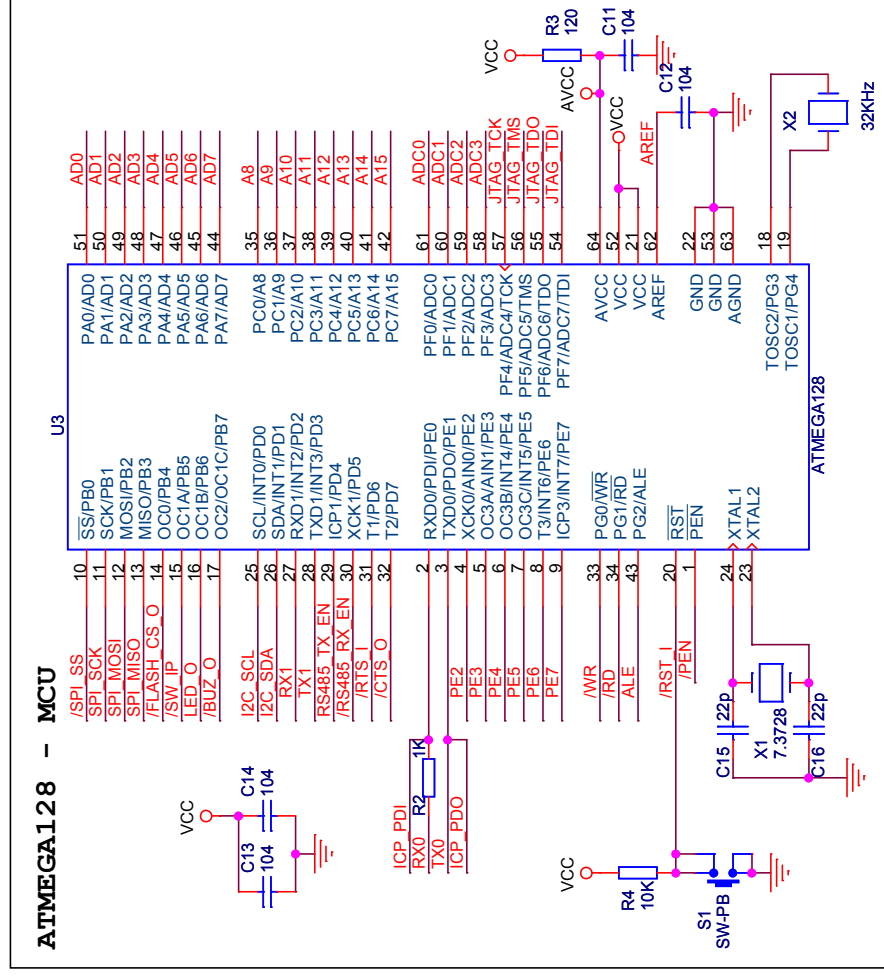 ATMEGA128 - MCU
U3
ATMEGA128
/SPI_SS 10 SS/PB0
SPI_SCK 11 SCK/PB1
SPI_MOSI 12 MOSI/PB2
SPI_MISO 13 MISO/PB3
/FLASH_CS_O 14 OC0/PB4
/SW_IP 15 OC1A/PB5
LED_O 16 OC1B/PB6
/BUZ_O 17 OC2/OC1C/PB7
I2C_SCL 25 SCL/INT0/PD0
I2C_SDA 26 SDA/INT1/PD1
RX1 27 RXD1/INT2/PD2
TX1 28 TXD1/INT3/PD3
RS485_TX_EN 29 ICP1/PD4
/RS485_RX_EN 30 XCK1/PD5
/RTS_I 31 T1/PD6
/CTS_O 32 T2/PD7
2 RXD0/PDI/PE0
3 TXD0/PDO/PE1
PE2 4 XCK0/AIN0/PE2
PE3 5 OC3A/AIN1/PE3
PE4 6 OC3B/INT4/PE4
PE5 7 OC3C/INT5/PE5
PE6 8 T3/INT6/PE6
PE7 9 ICP3/INT7/PE7
/WR 33 PG0/WR
/RD 34 PG1/RD
ALE 43 PG2/ALE
/RST_I 20 RST
/PEN 1 PEN
24 XTAL1
23 XTAL2
PA0/AD0 51 AD0
PA1/AD1 50 AD1
PA2/AD2 49 AD2
PA3/AD3 48 AD3
PA4/AD4 47 AD4
PA5/AD5 46 AD5
PA6/AD6 45 AD6
PA7/AD7 44 AD7
PC0/A8 35 A8
PC1/A9 36 A9
PC2/A10 37 A10
PC3/A11 38 A11
PC4/A12 39 A12
PC5/A13 40 A13
PC6/A14 41 A14
PC7/A15 42 A15
PF0/ADC0 61 ADC0
PF1/ADC1 60 ADC1
PF2/ADC2 59 ADC2
PF3/ADC3 58 ADC3
PF4/ADC4/TCK 57 JTAG_TCK
PF5/ADC5/TMS 56 JTAG_TMS
PF6/ADC6/TDO 55 JTAG_TDO
PF7/ADC7/TDI 54 JTAG_TDI
AVCC 64
VCC 52
VCC 21
AREF 62 AREF
GND 22
GND 53
AGND 63
TOSC2/PG3 18
TOSC1/PG4 19
VCC
C13
104
C14
104
ICP_PDI
RX0
TX0
ICP_PDO
R2
1K
VCC
R4
10K
S1
SW-PB
C15
22p
X1
7.3728
C16
22p
VCC
R3
120
C11
104
AVCC
VCC
C12
104
X2
32KHz